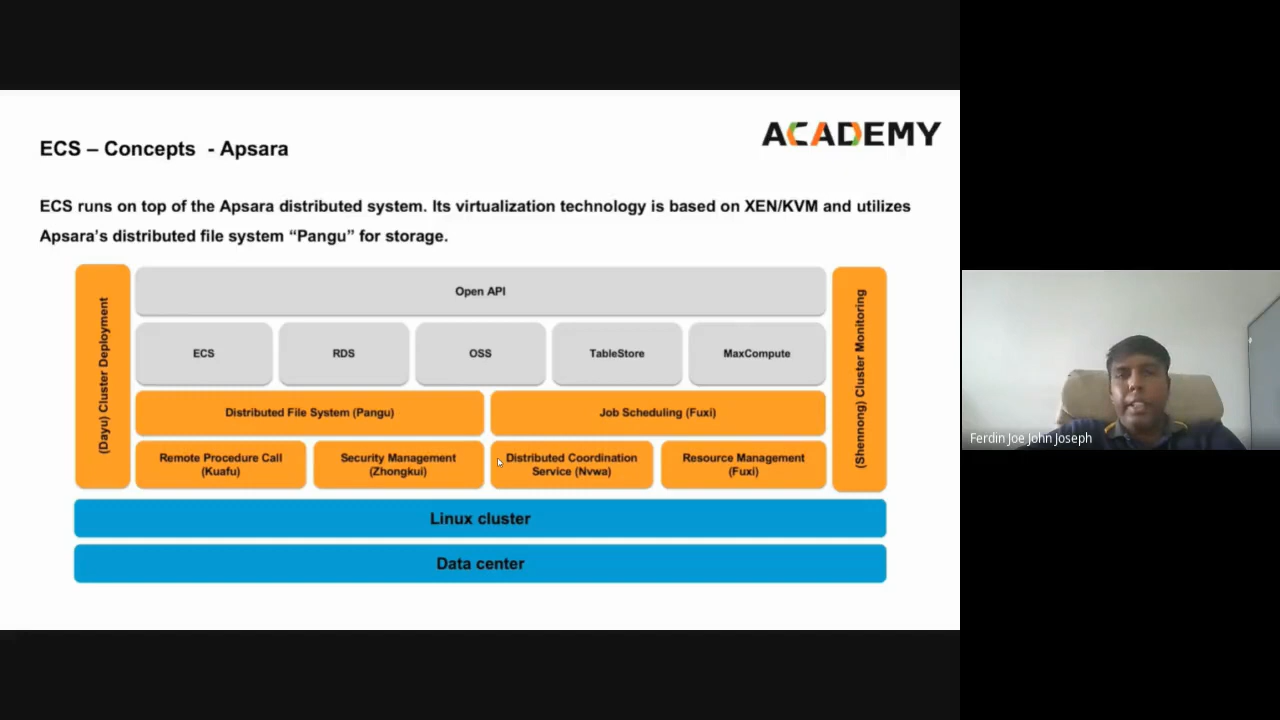 ACADEMY
ECS – Concepts - Apsara
ECS runs on top of the Apsara distributed system. Its virtualization technology is based on XEN/KVM and utilizes
Apsara’s distributed file system “Pangu” for storage.
(Dayu) Cluster Deployment
Open API
ECS
RDS
OSS
TableStore
MaxCompute
Distributed File System (Pangu)
Job Scheduling (Fuxi)
Remote Procedure Call
(Kuafu)
Security Management
(Zhongkui)
Distributed Coordination
Service (Nvwa)
Resource Management
(Fuxi)
(Shennong) Cluster Monitoring
Linux cluster
Data center
Ferdin Joe John Joseph